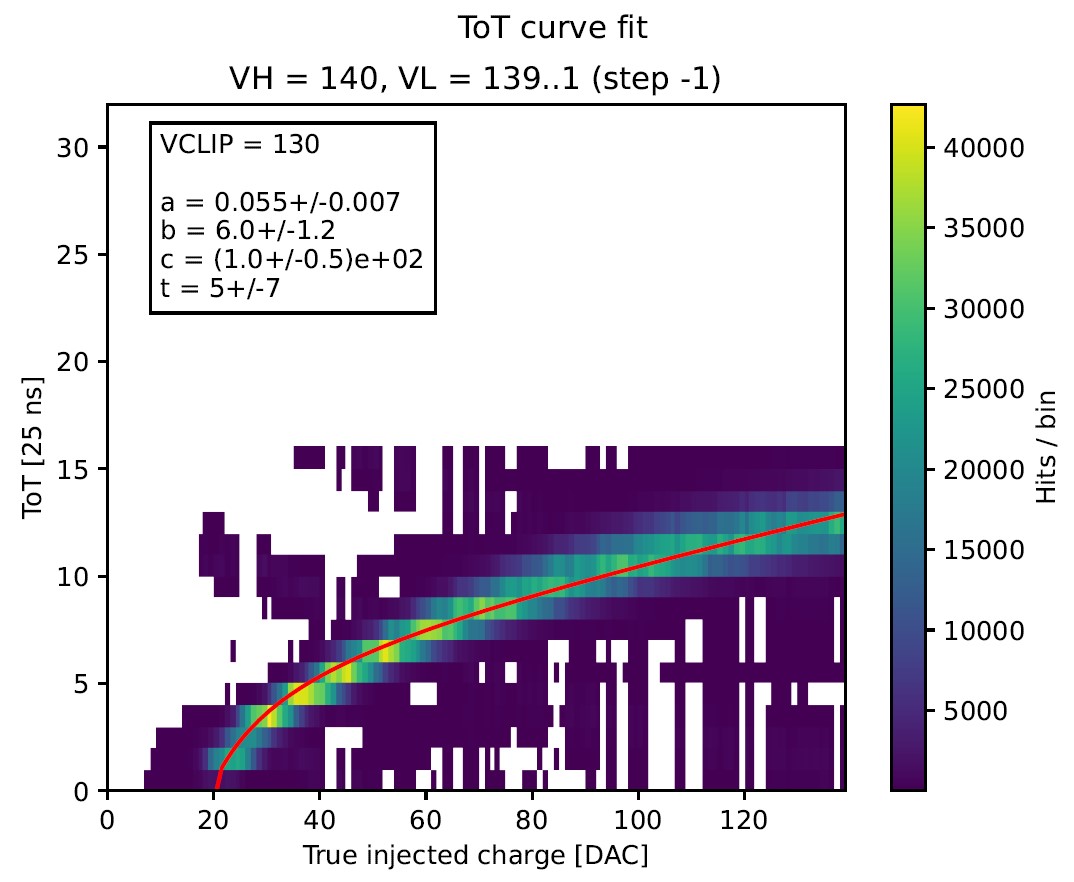 ToT curve fit
VH = 140, VL = 139..1 (step -1)
VCLIP = 130
a = 0.055+/-0.007
b = 6.0+/-1.2
c = (1.0+/-0.5)e+02
t = 5+/-7
ToT [25 ns]
30
25
20
15
10
5
0
0 20 40 60 80 100 120
True injected charge [DAC]
40000
35000
30000
25000
20000
15000
10000
5000
Hits / bin